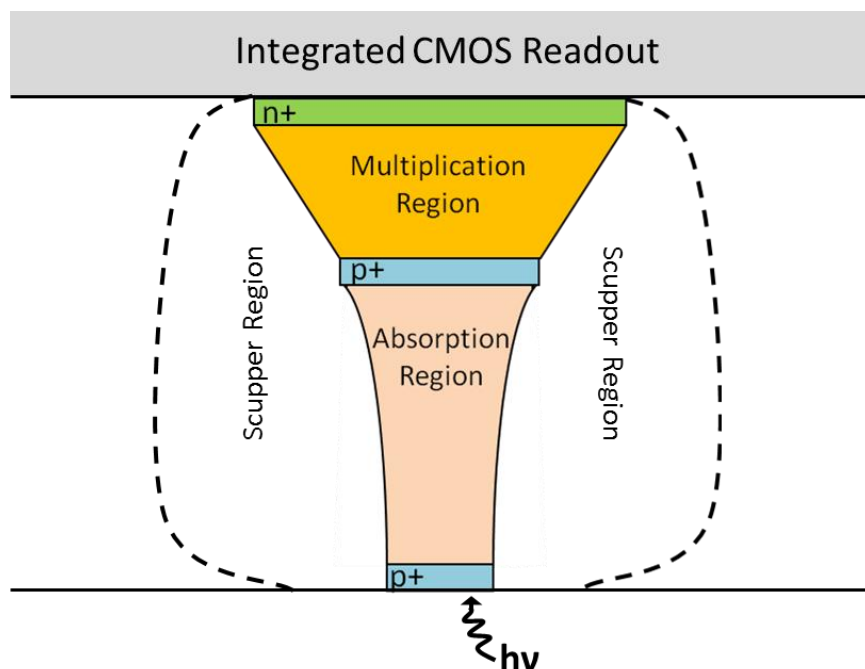 Integrated CMOS Readout
n+
Multiplication
Region
p+
Scupper Region
Scupper Region
Absorption
Region
p+
hν